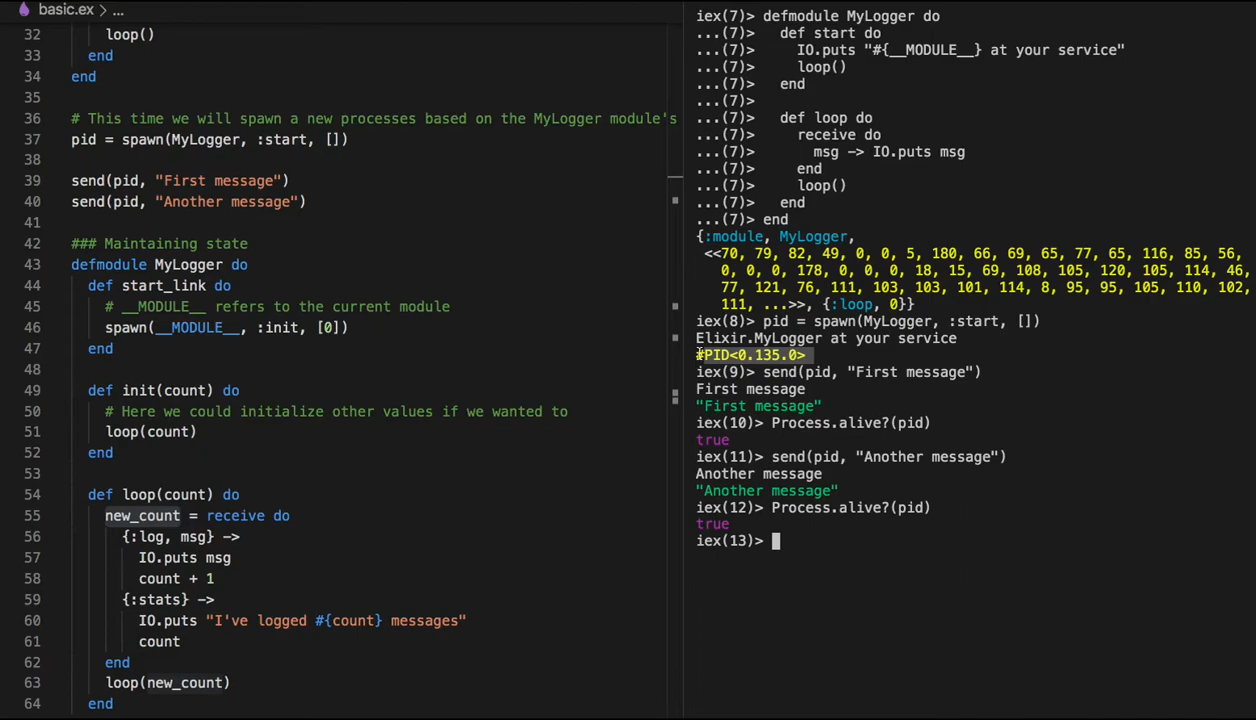 basic.ex > ...
32 loop()
33 end
34 end
35
36 # This time we will spawn a new processes based on the MyLogger module's
37 pid = spawn(MyLogger, :start, [])
38
39 send(pid, "First message")
40 send(pid, "Another message")
41
42 ### Maintaining state
43 defmodule MyLogger do
44 def start_link do
45 # __MODULE__ refers to the current module
46 spawn(__MODULE__, :init, [0])
47 end
48
49 def init(count) do
50 # Here we could initialize other values if we wanted to
51 loop(count)
52 end
53
54 def loop(count) do
55 new_count = receive do
56 {:log, msg} ->
57 IO.puts msg
58 count + 1
59 {:stats} ->
60 IO.puts "I've logged #{count} messages"
61 count
62 end
63 loop(new_count)
64 end
iex(7)> defmodule MyLogger do
...(7)> def start do
...(7)> IO.puts "#{__MODULE__} at your service"
...(7)> loop()
...(7)> end
...(7)>
...(7)> def loop do
...(7)> receive do
...(7)> msg -> IO.puts msg
...(7)> end
...(7)> loop()
...(7)> end
...(7)> end
{:module, MyLogger,
<<70, 79, 82, 49, 0, 0, 5, 180, 66, 69, 65, 77, 65, 116, 85, 56,
0, 0, 0, 178, 0, 0, 0, 18, 15, 69, 108, 105, 120, 105, 114, 46,
77, 121, 76, 111, 103, 103, 101, 114, 8, 95, 95, 105, 110, 102,
111, ...>>, {:loop, 0}}
iex(8)> pid = spawn(MyLogger, :start, [])
Elixir.MyLogger at your service
#PID<0.135.0>
iex(9)> send(pid, "First message")
First message
"First message"
iex(10)> Process.alive?(pid)
true
iex(11)> send(pid, "Another message")
Another message
"Another message"
iex(12)> Process.alive?(pid)
true
iex(13)>